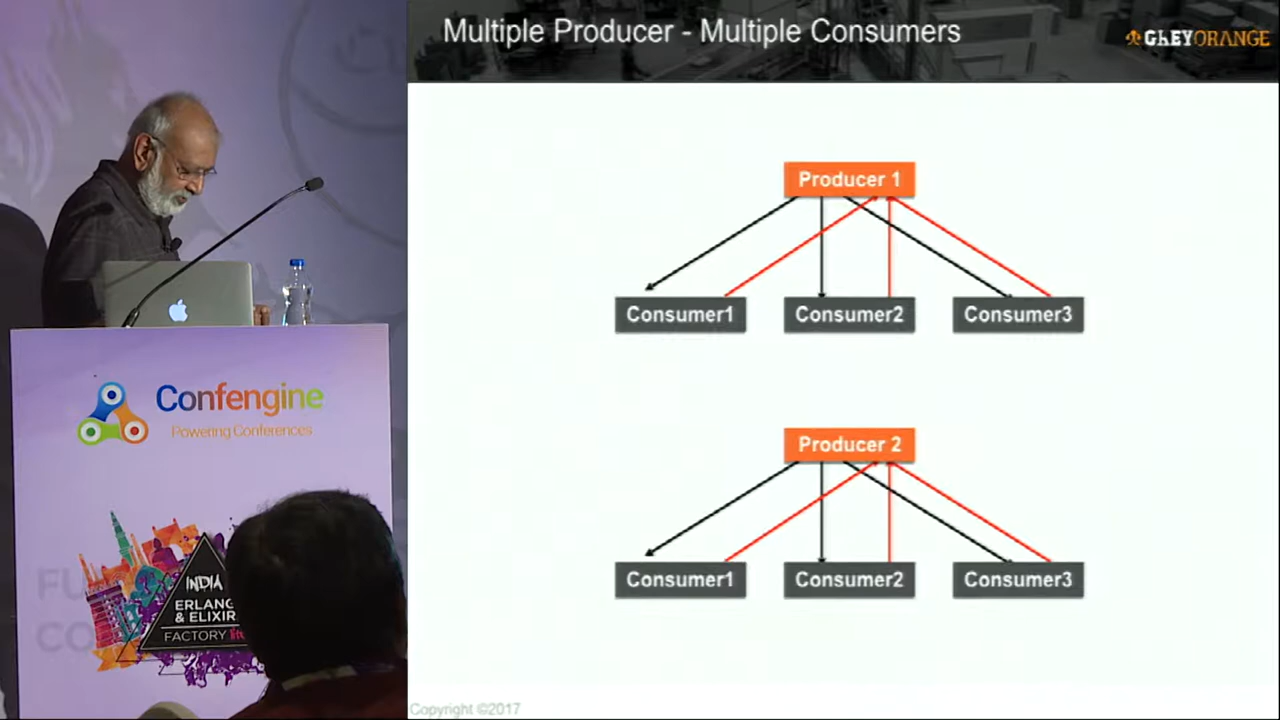 Multiple Producer - Multiple Consumers
GREYORANGE
Producer 1
Consumer1
Consumer2
Consumer3
Producer 2
Consumer1
Consumer2
Consumer3
Copyright ©2017
Confengine
Powering Conferences
INDIA
ERLANG
& ELIXIR
FACTORY lite